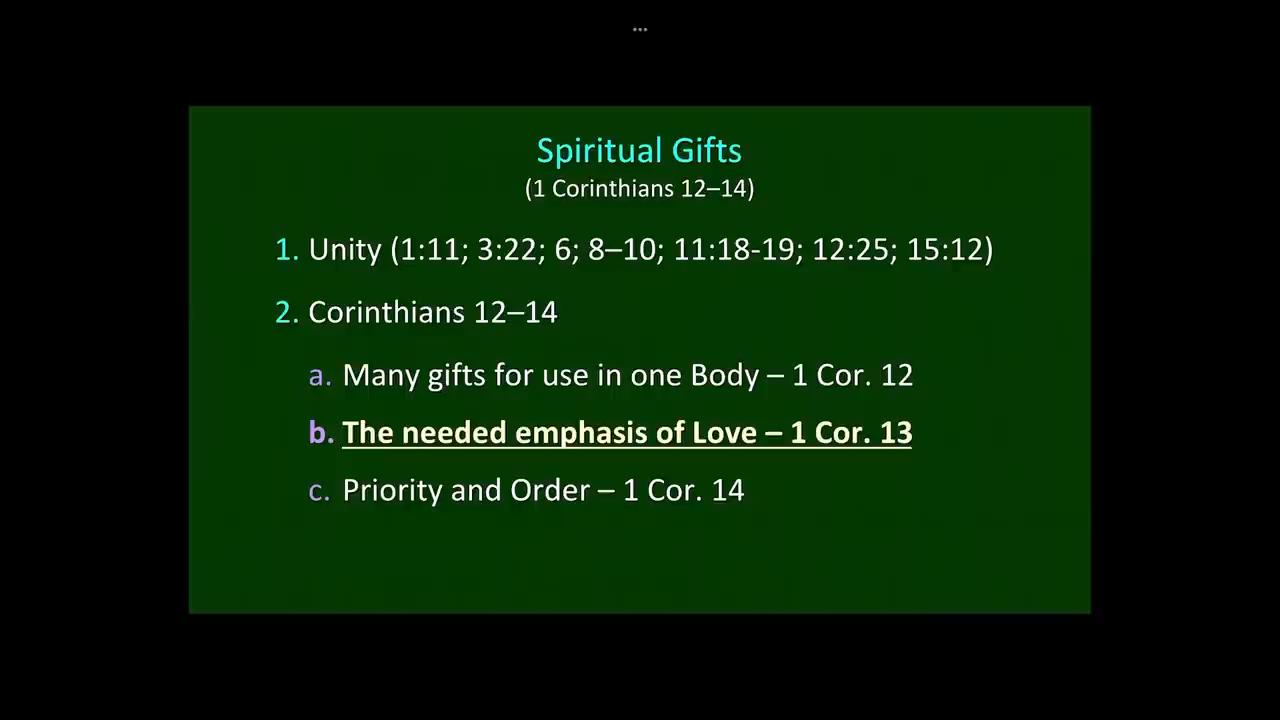 ...
Spiritual Gifts
(1 Corinthians 12–14)
1. Unity (1:11; 3:22; 6; 8–10; 11:18-19; 12:25; 15:12)
2. Corinthians 12–14
a. Many gifts for use in one Body – 1 Cor. 12
b. The needed emphasis of Love – 1 Cor. 13
c. Priority and Order – 1 Cor. 14